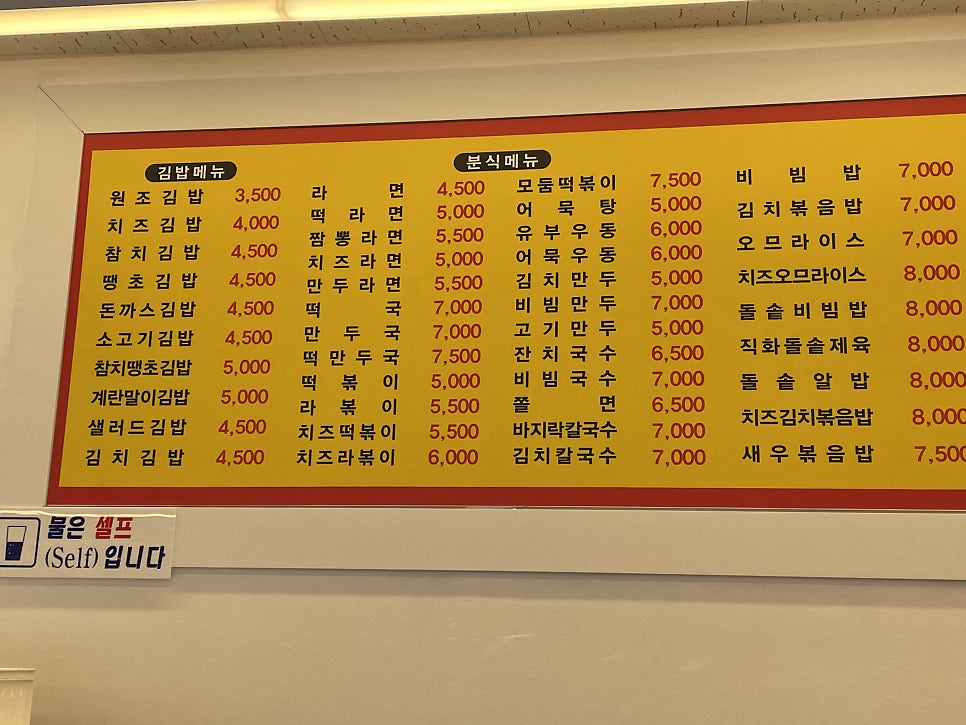 김밥메뉴
원조김밥 3,500
치즈김밥 4,000
참치김밥 4,500
땡초김밥 4,500
돈까스김밥 4,500
소고기김밥 4,500
참치땡초김밥 5,000
계란말이김밥 5,000
샐러드김밥 4,500
김치김밥 4,500
분식메뉴
라면 4,500
떡라면 5,000
짬뽕라면 5,500
치즈라면 5,000
만두라면 5,500
떡국 7,000
만두국 7,000
떡만두국 7,500
떡볶이 5,000
라볶이 5,500
치즈떡볶이 5,500
치즈라볶이 6,000
모둠떡볶이 7,500
어묵탕 5,000
유부우동 6,000
어묵우동 6,000
김치만두 5,000
비빔만두 7,000
고기만두 5,000
잔치국수 6,500
비빔국수 7,000
쫄면 6,500
바지락칼국수 7,000
김치칼국수 7,000
비빔밥 7,000
김치볶음밥 7,000
오므라이스 7,000
치즈오므라이스 8,000
돌솥비빔밥 8,000
직화돌솥제육 8,000
돌솥알밥 8,000
치즈김치볶음밥 8,000
새우볶음밥 7,500
물은 셀프
(Self)입니다